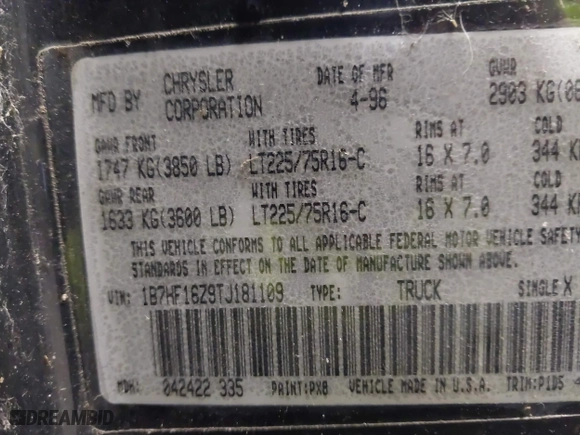 MFD BY CHRYSLER CORPORATION DATE OF MFR 4-96 GVWR 2903 KG(
GAWR FRONT WITH TIRES RIMS AT COLD
1747 KG(3850 LB) LT225/75R16-C 16 X 7.0 344 K
GAWR REAR WITH TIRES RIMS AT COLD
1633 KG(3600 LB) LT225/75R16-C 16 X 7.0 344 K
THIS VEHICLE CONFORMS TO ALL APPLICABLE FEDERAL MOTOR VEHICLE SAFETY
STANDARDS IN EFFECT ON THE DATE OF MANUFACTURE SHOWN ABOVE.
VIN: 1B7HF16Z9TJ181109 TYPE: TRUCK SINGLE X
MDH: 042422 335 PAINT: PX8 VEHICLE MADE IN U.S.A. TRIM:
DREAMBID